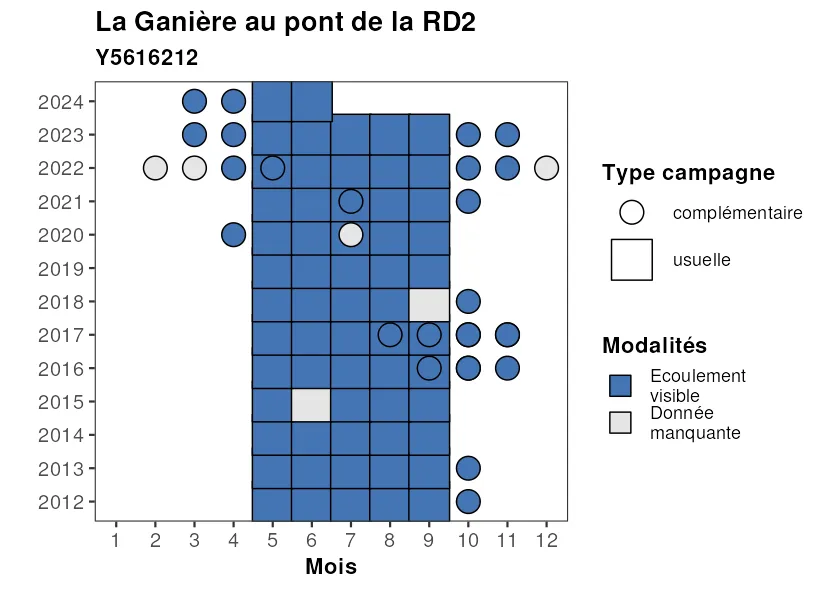 La Ganière au pont de la RD2
Y5616212
2024
2023
2022
2021
2020
2019
2018
2017
2016
2015
2014
2013
2012
1 2 3 4 5 6 7 8 9 10 11 12
Mois
Type campagne
complémentaire
usuelle
Modalités
Ecoulement
visible
Donnée
manquante